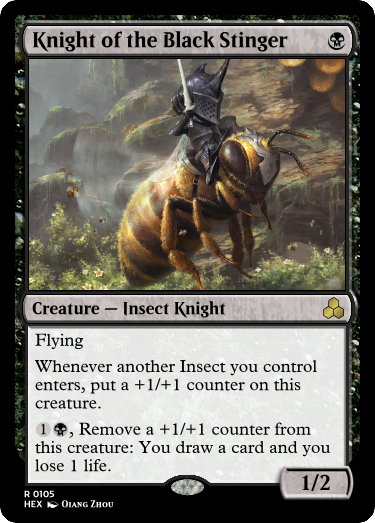 Knight of the Black Stinger
Creature — Insect Knight
Flying
Whenever another Insect you control
enters, put a +1/+1 counter on this
creature.
1, Remove a +1/+1 counter from
this creature: You draw a card and you
lose 1 life.
1/2
R 0105
HEX Qiang Zhou